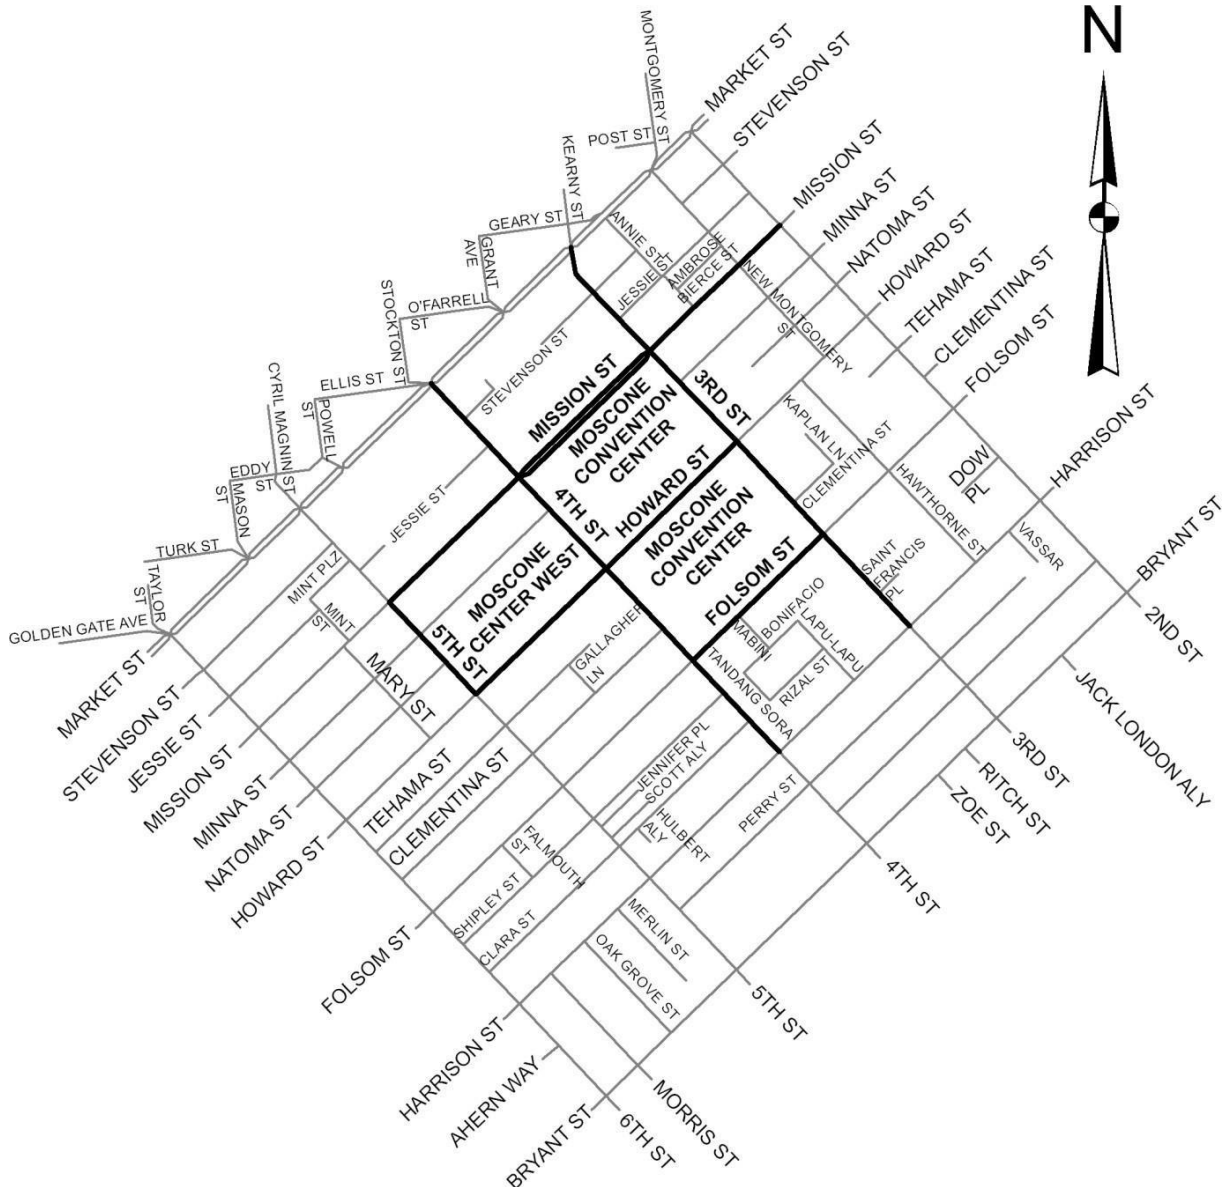 N
MONTGOMERY ST
MARKET ST
STEVENSON ST
POST ST
KEARNY ST
MISSION ST
MINNA ST
NATOMA ST
HOWARD ST
TEHAMA ST
CLEMENTINA ST
FOLSOM ST
HARRISON ST
BRYANT ST
GEARY ST
GRANT
AVE
ANNIE ST
JESSIE ST
AMBROSE
BIERCE ST
NEW MONTGOMERY
ST
STOCKTON ST
O'FARRELL
ST
STEVENSON ST
MISSION ST
MOSCONE
CONVENTION
CENTER
3RD ST
KAPLAN LN
CLEMENTINA ST
HAWTHORNE ST
DOW
PL
VASSAR
CYRIL MAGNIN ST
ELLIS ST
POWELL
ST
EDDY
ST
MASON
ST
TURK ST
TAYLOR
ST
GOLDEN GATE AVE
JESSIE ST
4TH ST
HOWARD ST
MOSCONE
CONVENTION
CENTER
FOLSOM ST
SAINT
FRANCIS
PL
MINT PLZ
MINT
ST
MOSCONE
CENTER WEST
5TH ST
GALLAGHER
LN
MABINI
BONIFACIO
LAPU-LAPU
RIZAL ST
TANDANG SORA
MARY ST
2ND ST
JACK LONDON ALY
3RD ST
RITCH ST
ZOE ST
MARKET ST
STEVENSON ST
JESSIE ST
MISSION ST
MINNA ST
NATOMA ST
HOWARD ST
TEHAMA ST
CLEMENTINA ST
JENNIFER PL
SCOTT ALY
HULBERT
ALY
PERRY ST
4TH ST
FALMOUTH
ST
SHIPLEY ST
CLARA ST
MERLIN ST
OAK GROVE ST
FOLSOM ST
5TH ST
HARRISON ST
AHERN WAY
BRYANT ST
6TH ST
MORRIS ST